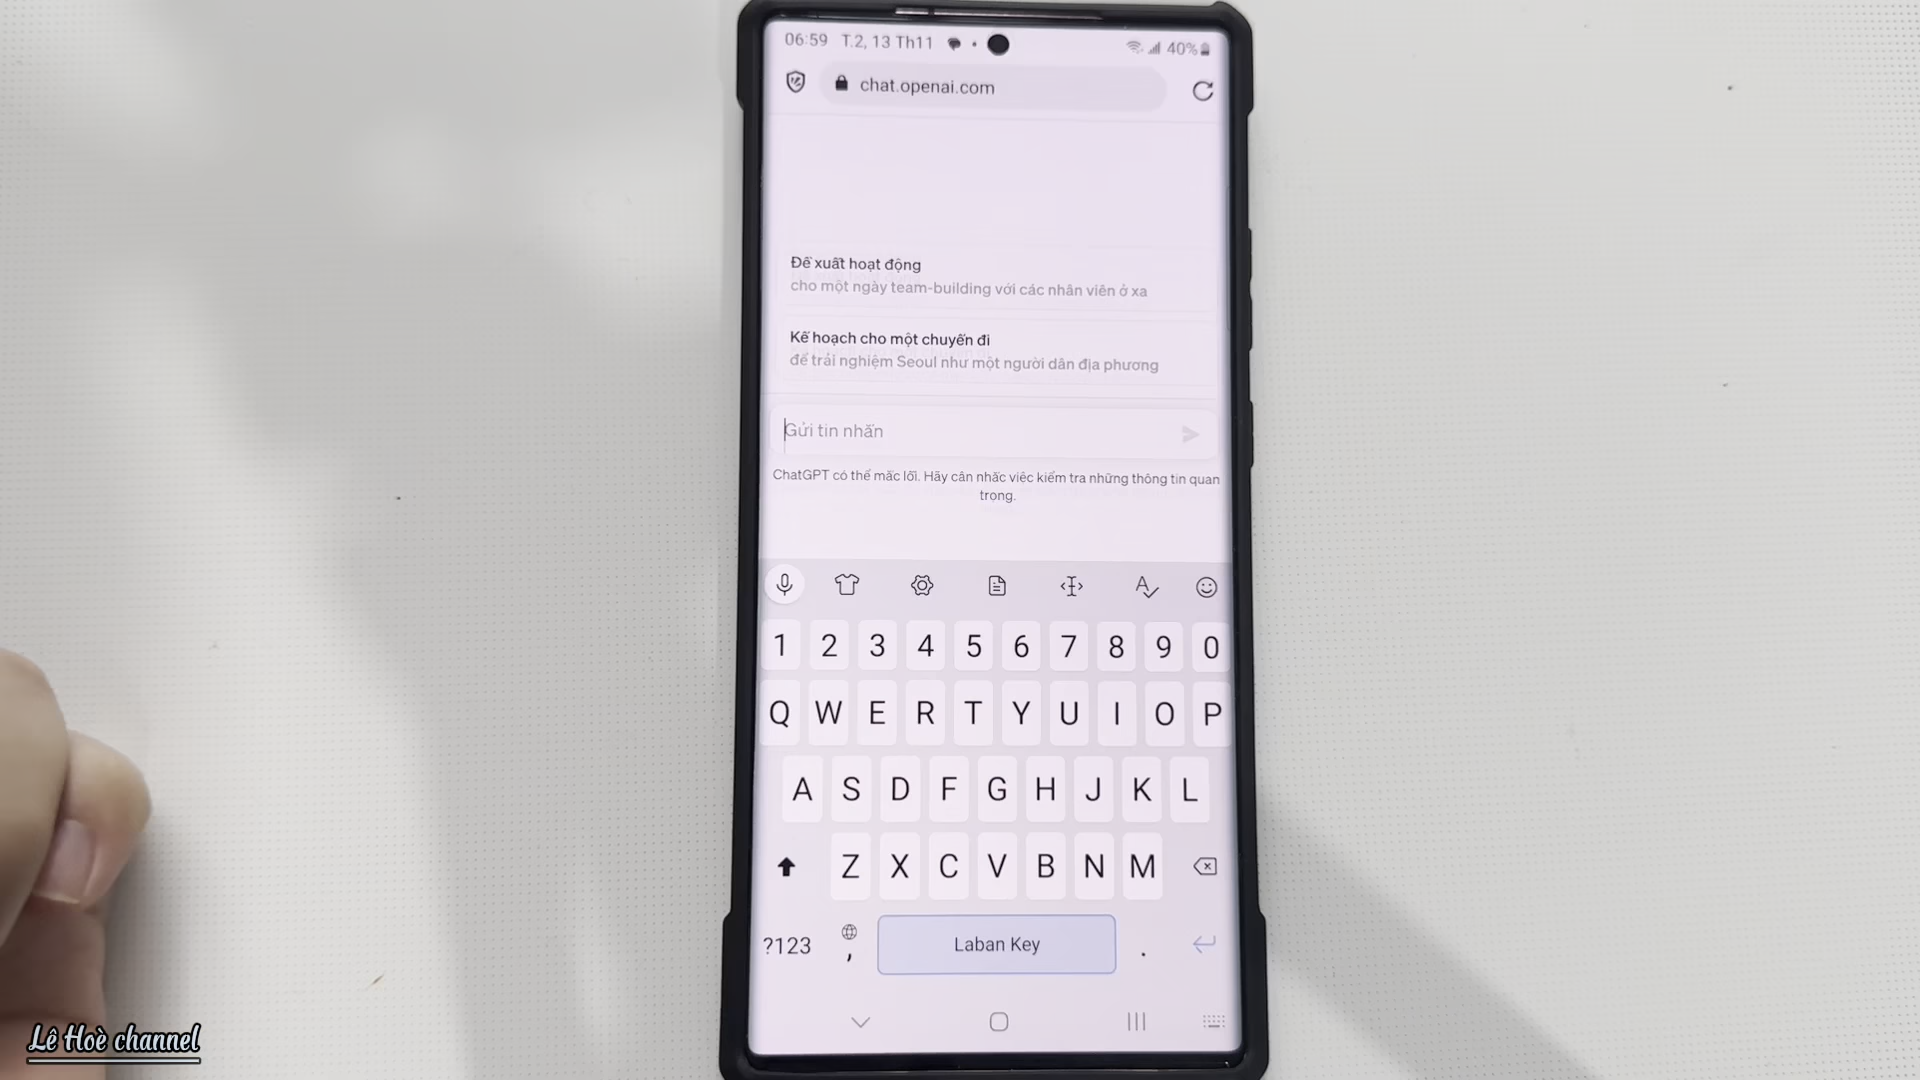 06:59 T.2, 13 Th11 40%
chat.openai.com
Đề xuất hoạt động
cho một ngày team-building với các nhân viên ở xa
Kế hoạch cho một chuyến đi
để trải nghiệm Seoul như một người dân địa phương
Gửi tin nhắn
ChatGPT có thể mắc lỗi. Hãy cân nhắc việc kiểm tra những thông tin quan
trọng.
1 2 3 4 5 6 7 8 9 0
Q W E R T Y U I O P
A S D F G H J K L
Z X C V B N M
?123 , Laban Key .
Lê Hoè channel